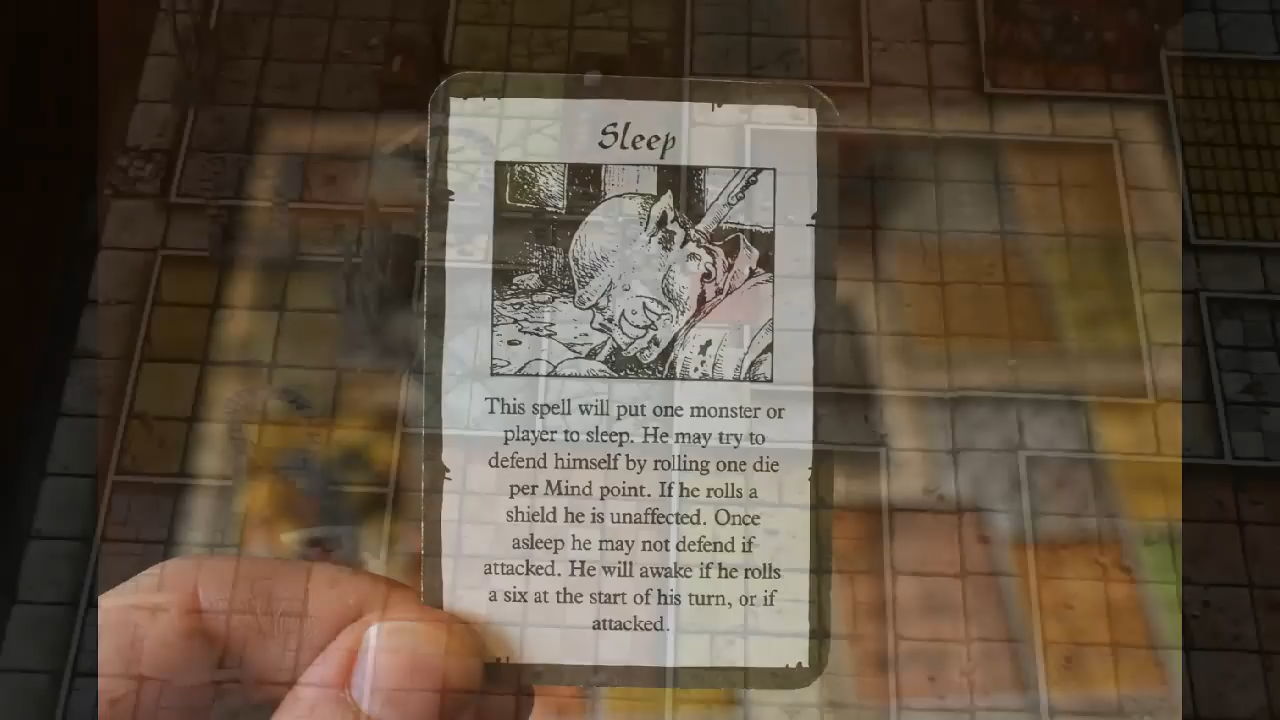 Sleep
This spell will put one monster or
player to sleep. He may try to
defend himself by rolling one die
per Mind point. If he rolls a
shield he is unaffected. Once
asleep he may not defend if
attacked. He will awake if he rolls
a six at the start of his turn, or if
attacked.